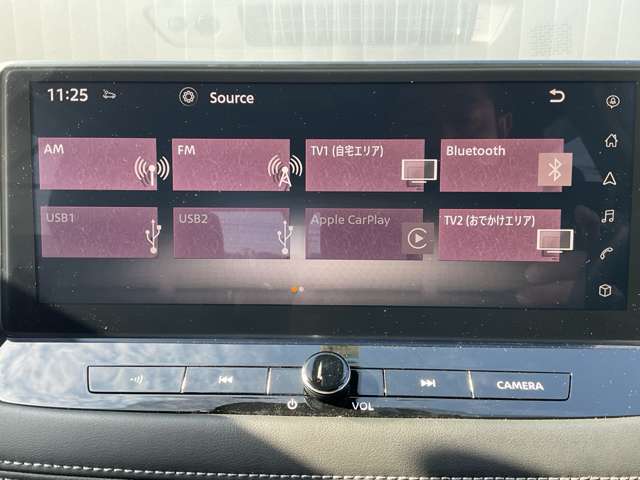 11:25
Source
AM
FM
TV1 (自宅エリア)
Bluetooth
USB1
USB2
Apple CarPlay
TV2 (おでかけエリア)
VOL
CAMERA